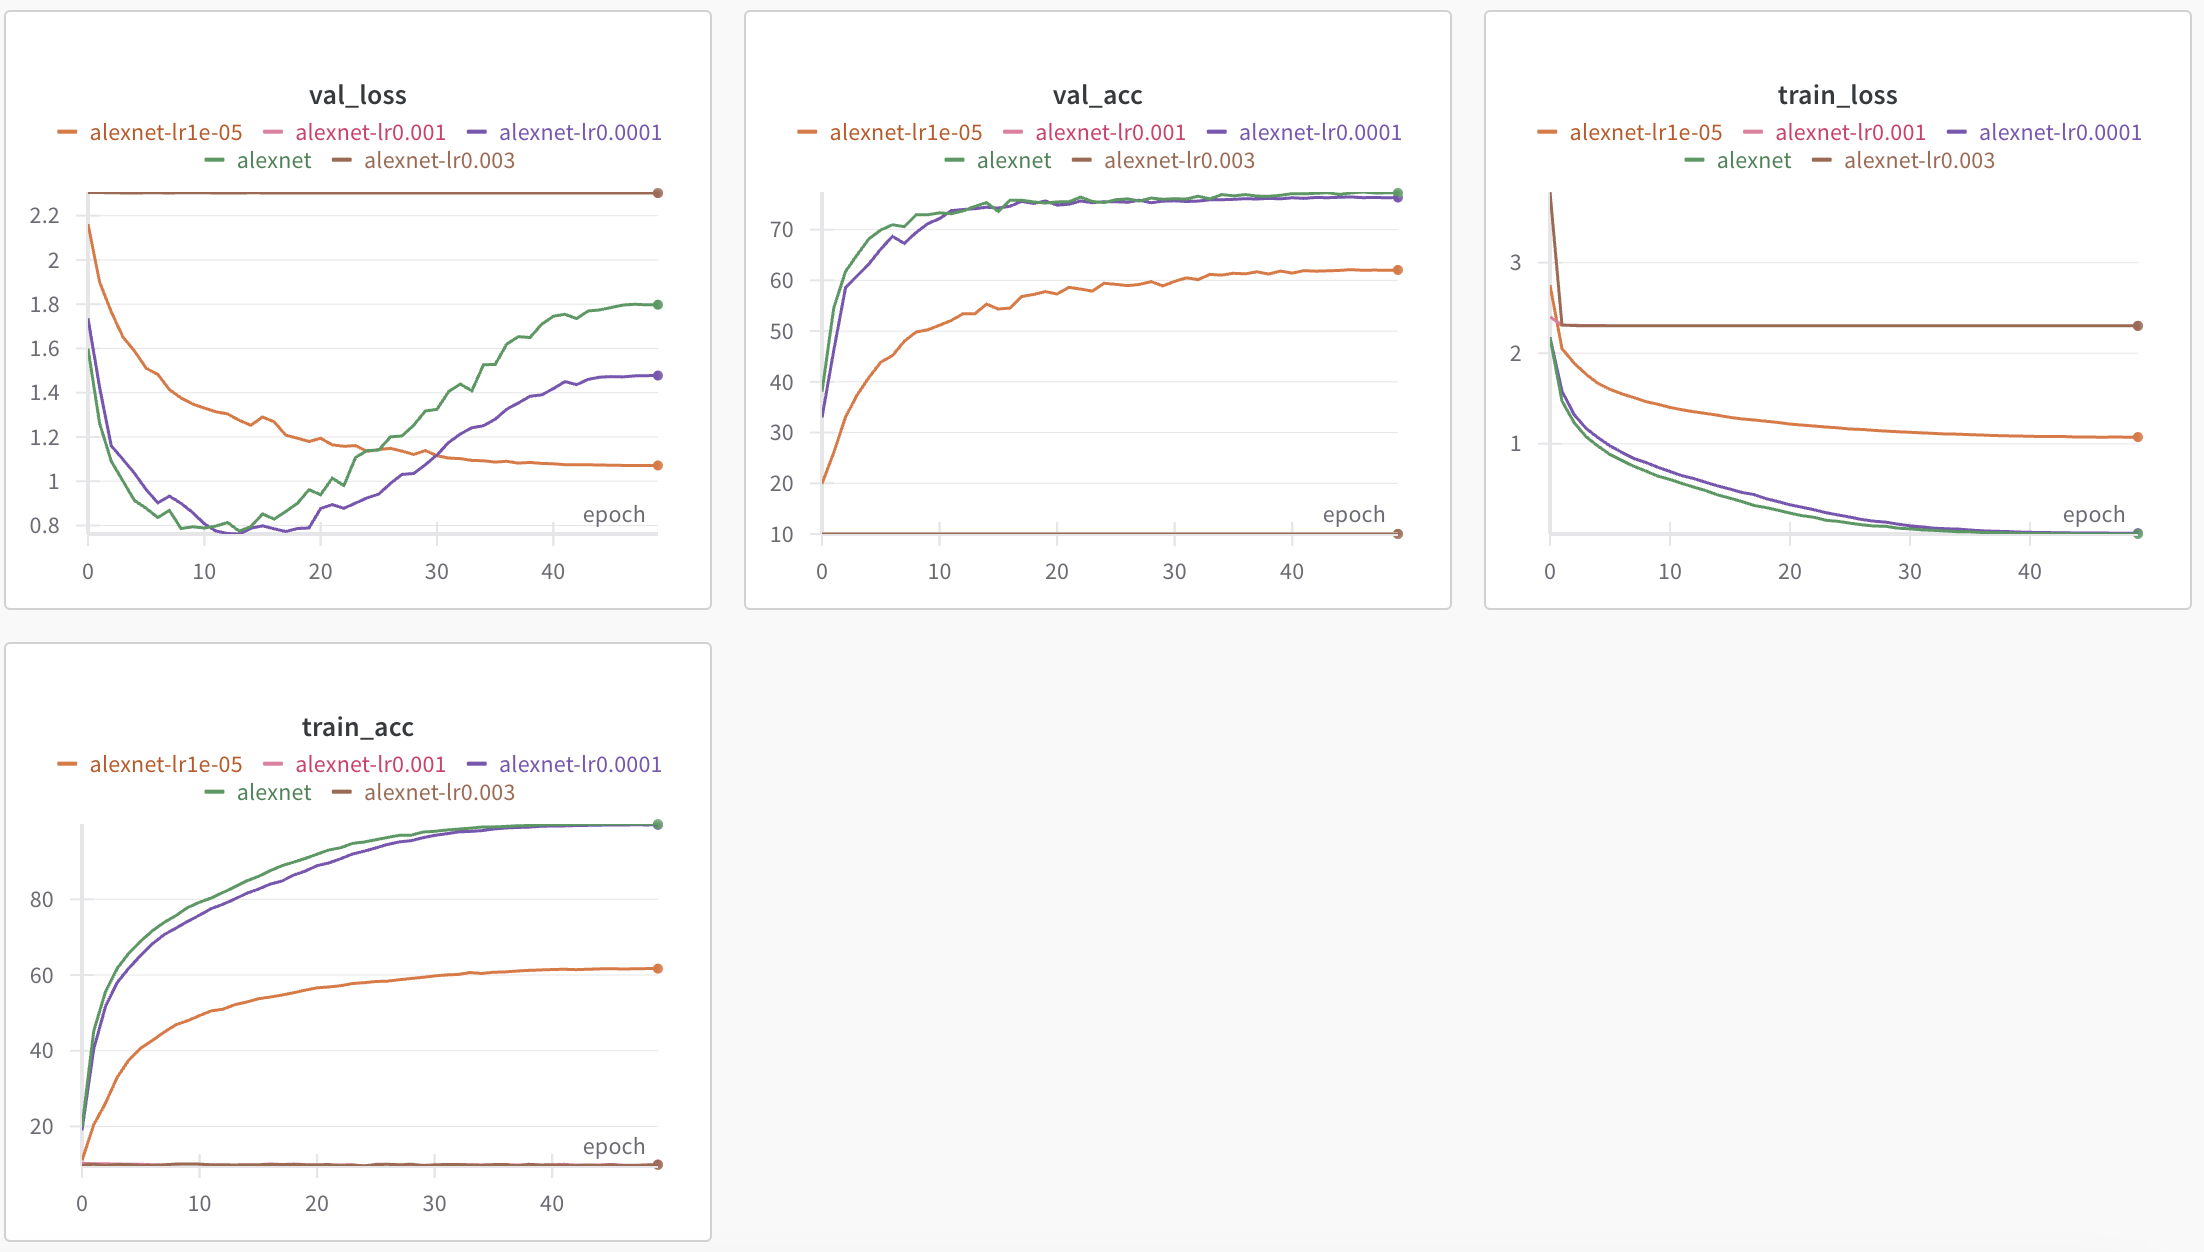 val_loss
alexnet-lr1e-05 alexnet-lr0.001 alexnet-lr0.0001
alexnet alexnet-lr0.003
2.2
2
1.8
1.6
1.4
1.2
1
0.8
epoch
0 10 20 30 40
val_acc
alexnet-lr1e-05 alexnet-lr0.001 alexnet-lr0.0001
alexnet alexnet-lr0.003
70
60
50
40
30
20
10
epoch
0 10 20 30 40
train_loss
alexnet-lr1e-05 alexnet-lr0.001 alexnet-lr0.0001
alexnet alexnet-lr0.003
3
2
1
epoch
0 10 20 30 40
train_acc
alexnet-lr1e-05 alexnet-lr0.001 alexnet-lr0.0001
alexnet alexnet-lr0.003
80
60
40
20
epoch
0 10 20 30 40